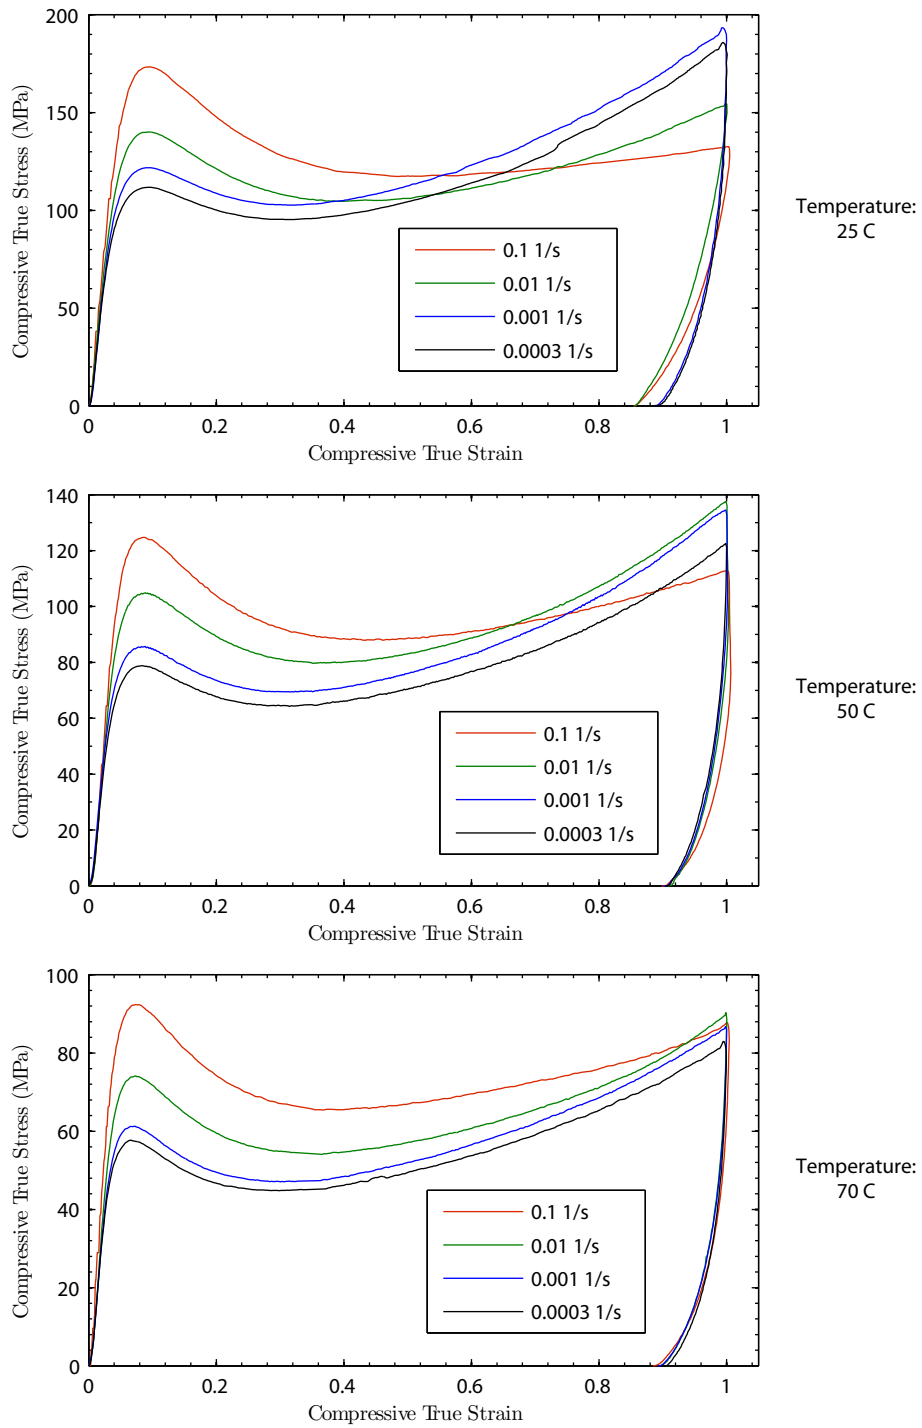 200
150
100
50
0
Compressive True Stress (MPa)
0 0.2 0.4 0.6 0.8 1
Compressive True Strain
0.1 1/s
0.01 1/s
0.001 1/s
0.0003 1/s
Temperature:
25 C
140
120
100
80
60
40
20
0
Compressive True Stress (MPa)
0 0.2 0.4 0.6 0.8 1
Compressive True Strain
0.1 1/s
0.01 1/s
0.001 1/s
0.0003 1/s
Temperature:
50 C
100
80
60
40
20
0
Compressive True Stress (MPa)
0 0.2 0.4 0.6 0.8 1
Compressive True Strain
0.1 1/s
0.01 1/s
0.001 1/s
0.0003 1/s
Temperature:
70 C